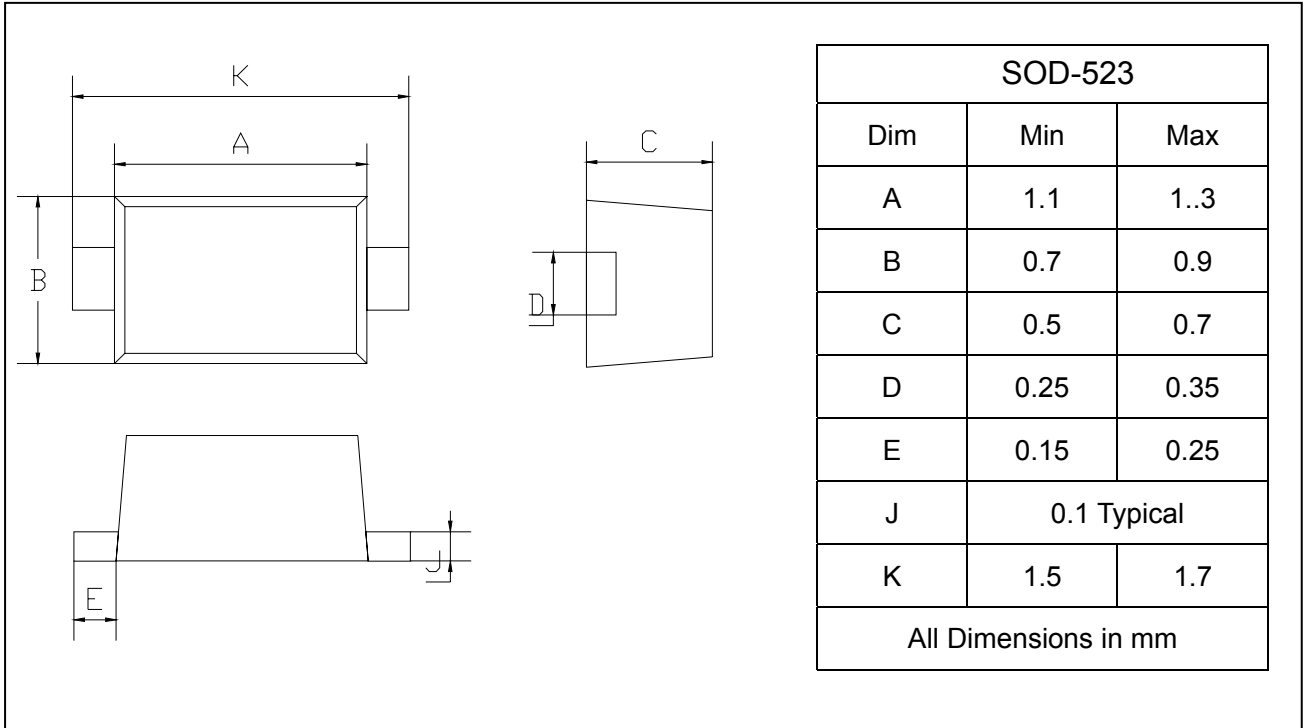 K
A
B
C
D
E
J
SOD-523
Dim Min Max
A 1.1 1..3
B 0.7 0.9
C 0.5 0.7
D 0.25 0.35
E 0.15 0.25
J 0.1 Typical
K 1.5 1.7
All Dimensions in mm